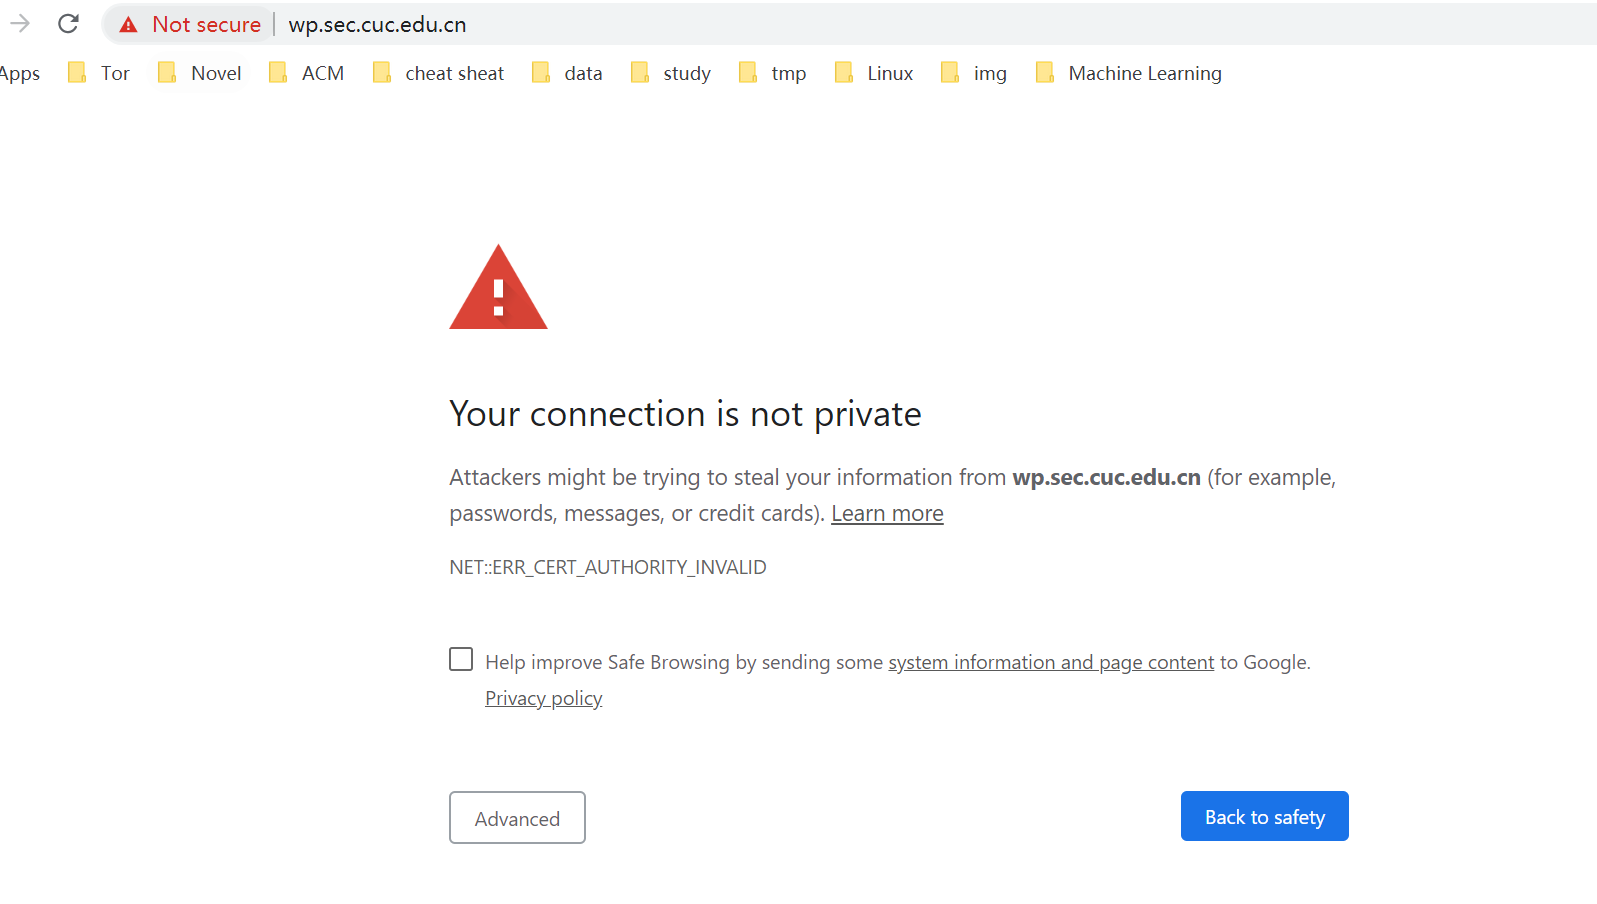 Not secure wp.sec.cuc.edu.cn
Apps Tor Novel ACM cheat sheat data study tmp Linux img Machine Learning
Your connection is not private
Attackers might be trying to steal your information from wp.sec.cuc.edu.cn (for example,
passwords, messages, or credit cards). Learn more
NET::ERR_CERT_AUTHORITY_INVALID
Help improve Safe Browsing by sending some system information and page content to Google.
Privacy policy
Advanced Back to safety